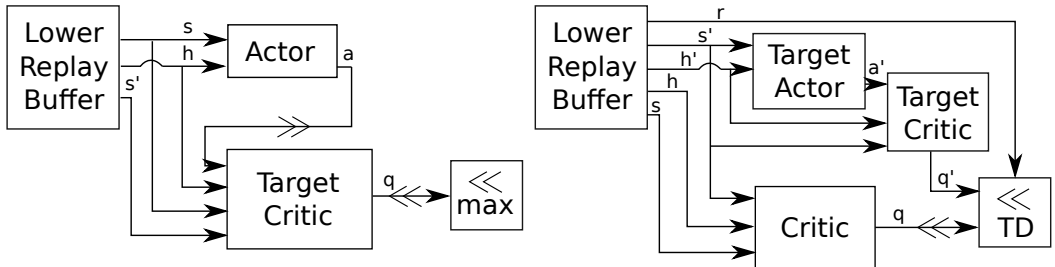 Lower
Replay
Buffer
s
h
s'
Actor
a
Target
Critic
q
max
Lower
Replay
Buffer
r
s'
h'
h
s
Target
Actor
a'
Target
Critic
q'
Critic
q
TD